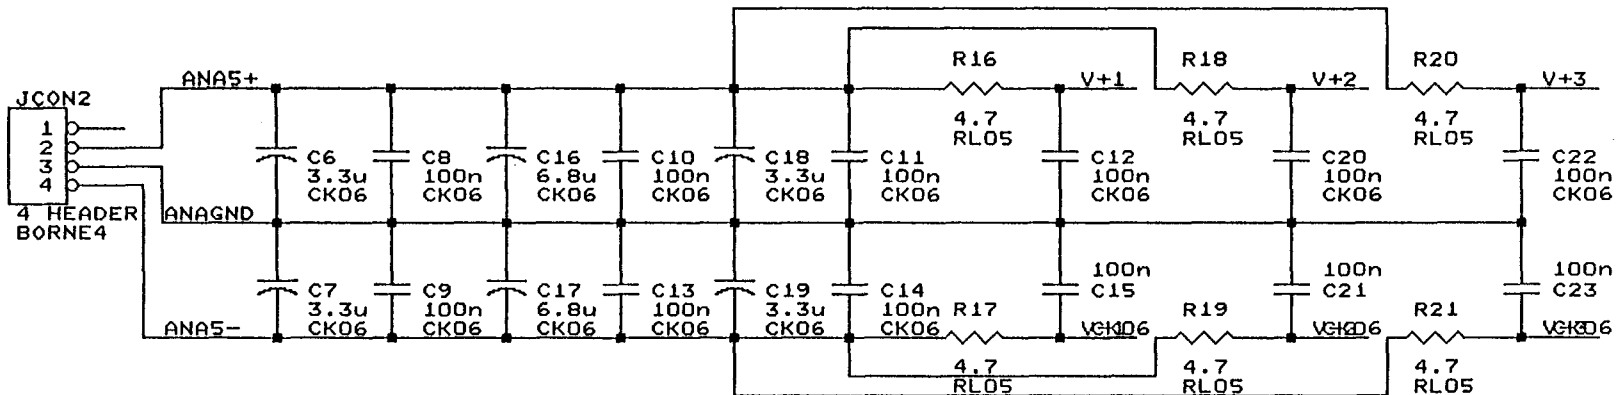 R16
R18
R20
ANA5+
V+1
V+2
V+3
JCON2
1
2
3
4
4 HEADER
BORNE4
4.7
RL05
4.7
RL05
4.7
RL05
C6
3.3u
CK06
C8
100n
CK06
C16
6.8u
CK06
C10
100n
CK06
C18
3.3u
CK06
C11
100n
CK06
C12
100n
CK06
C20
100n
CK06
C22
100n
CK06
ANAGND
C7
3.3u
CK06
C9
100n
CK06
C17
6.8u
CK06
C13
100n
CK06
C19
3.3u
CK06
C14
100n
CK06
100n
C15
100n
C21
100n
C23
ANA5-
R17
R19
R21
4.7
RL05
4.7
RL05
4.7
RL05